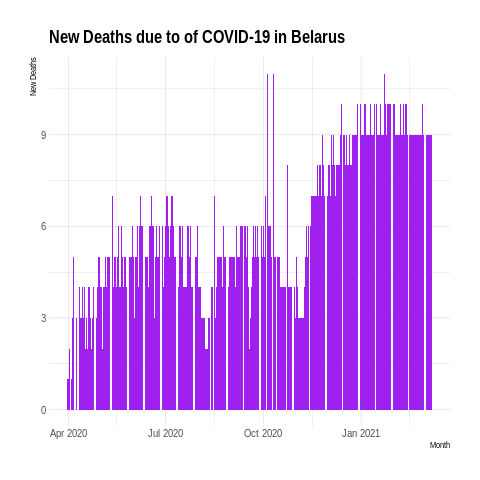 New Deaths due to of COVID-19 in Belarus
New Deaths
9
6
3
0
Apr 2020 Jul 2020 Oct 2020 Jan 2021
Month